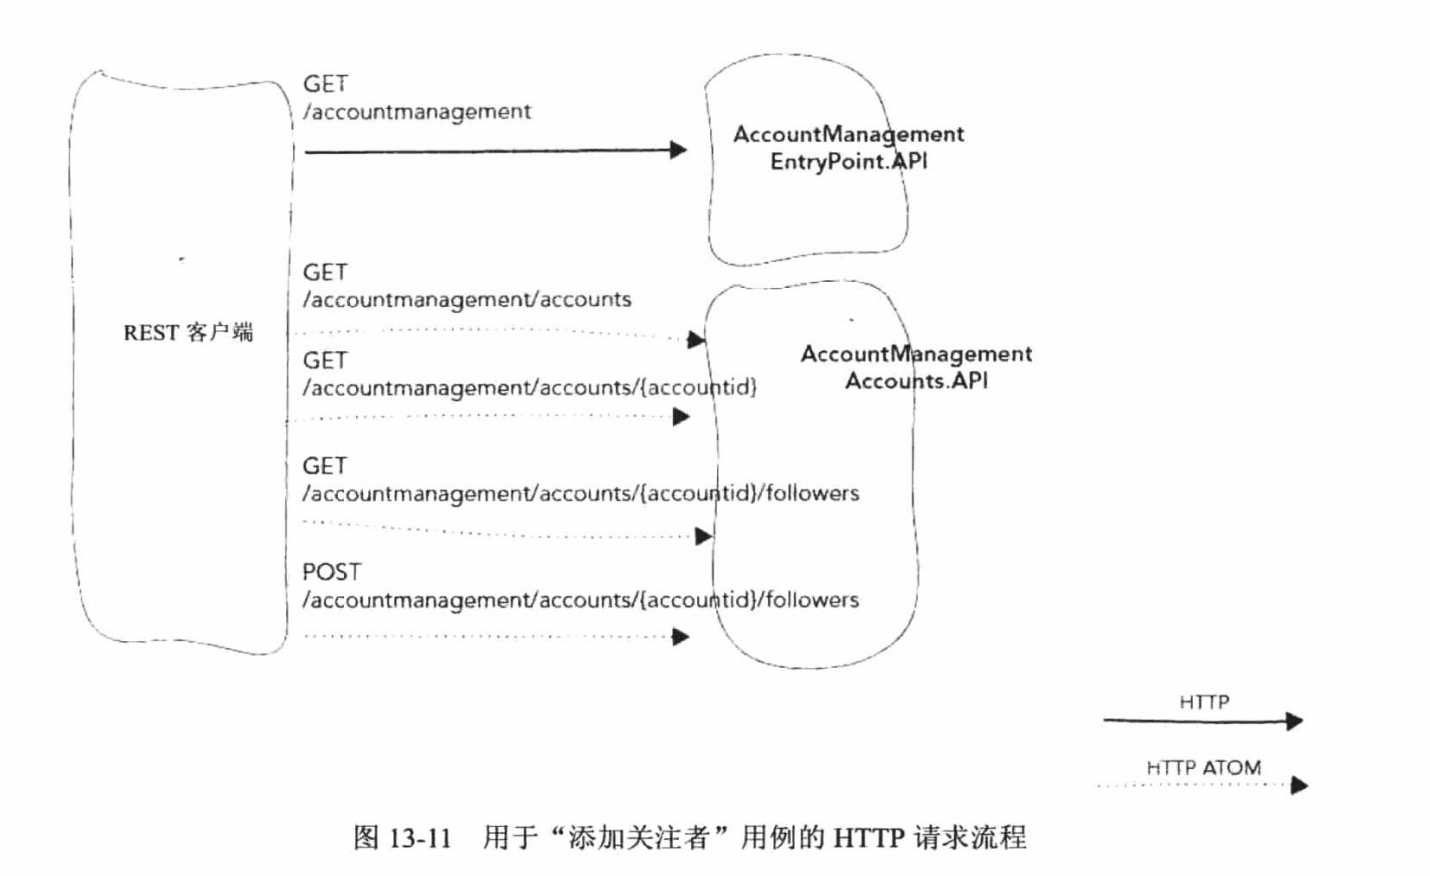 GET
/accountmanagement
AccountManagement
EntryPoint.API
GET
/accountmanagement/accounts
REST 客户端
GET
/accountmanagement/accounts/{accountid}
AccountManagement
Accounts.API
GET
/accountmanagement/accounts/{accountid}/followers
POST
/accountmanagement/accounts/{accountid}/followers
HTTP
HTTP ATOM
图 13-11 用于“添加关注者”用例的 HTTP 请求流程